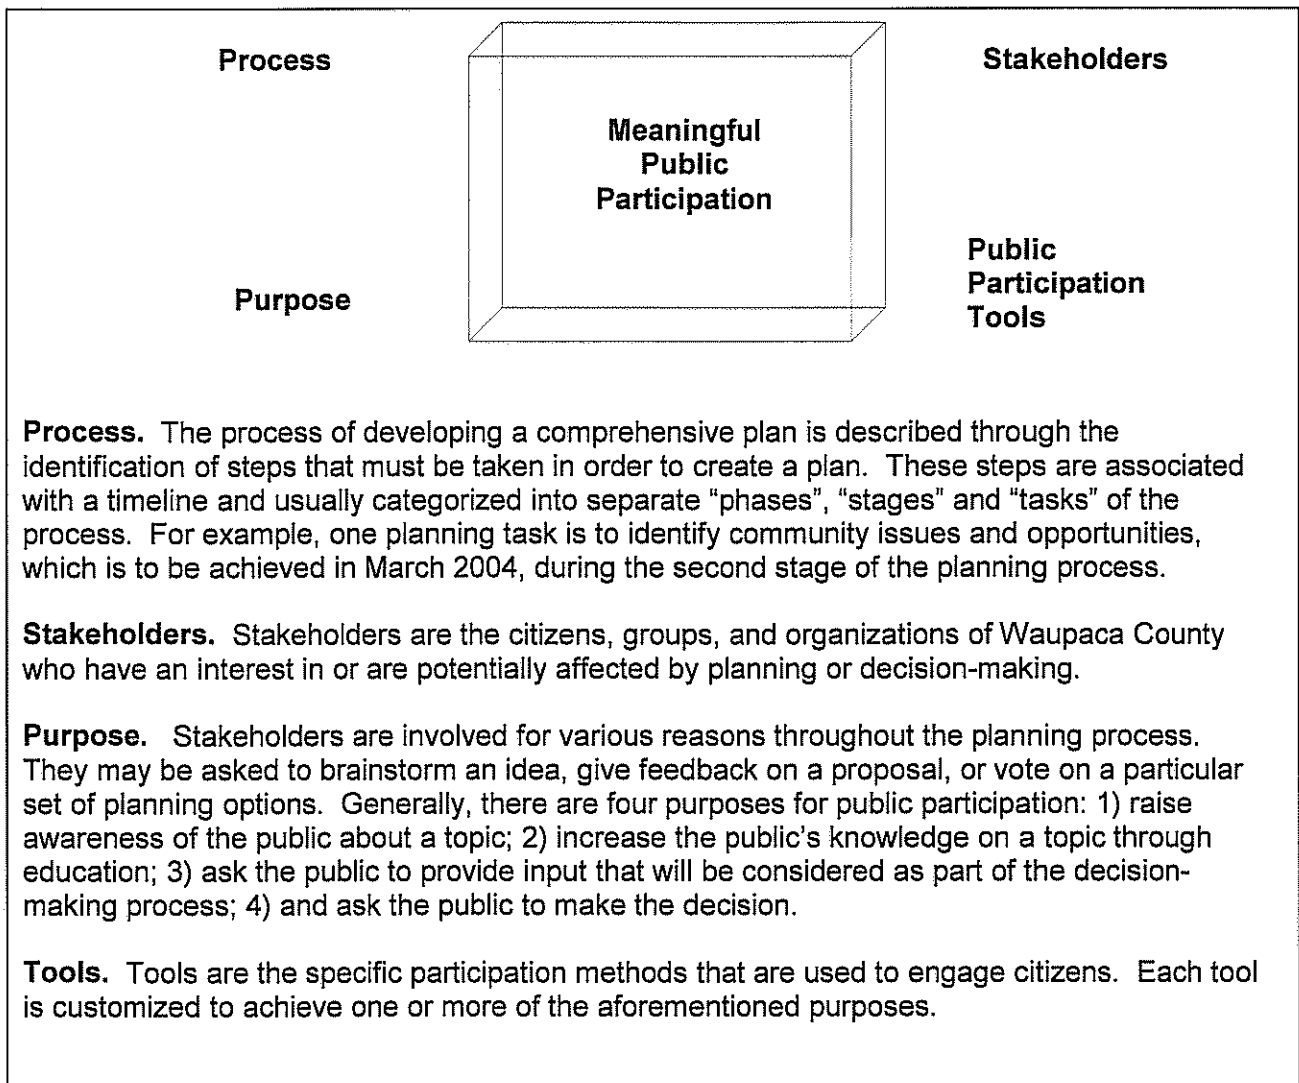 Process
Stakeholders
Meaningful
Public
Participation
Purpose
Public
Participation
Tools
Process. The process of developing a comprehensive plan is described through the
identification of steps that must be taken in order to create a plan. These steps are associated
with a timeline and usually categorized into separate “phases”, “stages” and “tasks” of the
process. For example, one planning task is to identify community issues and opportunities,
which is to be achieved in March 2004, during the second stage of the planning process.
Stakeholders. Stakeholders are the citizens, groups, and organizations of Waupaca County
who have an interest in or are potentially affected by planning or decision-making.
Purpose. Stakeholders are involved for various reasons throughout the planning process.
They may be asked to brainstorm an idea, give feedback on a proposal, or vote on a particular
set of planning options. Generally, there are four purposes for public participation: 1) raise
awareness of the public about a topic; 2) increase the public’s knowledge on a topic through
education; 3) ask the public to provide input that will be considered as part of the decision-
making process; 4) and ask the public to make the decision.
Tools. Tools are the specific participation methods that are used to engage citizens. Each tool
is customized to achieve one or more of the aforementioned purposes.